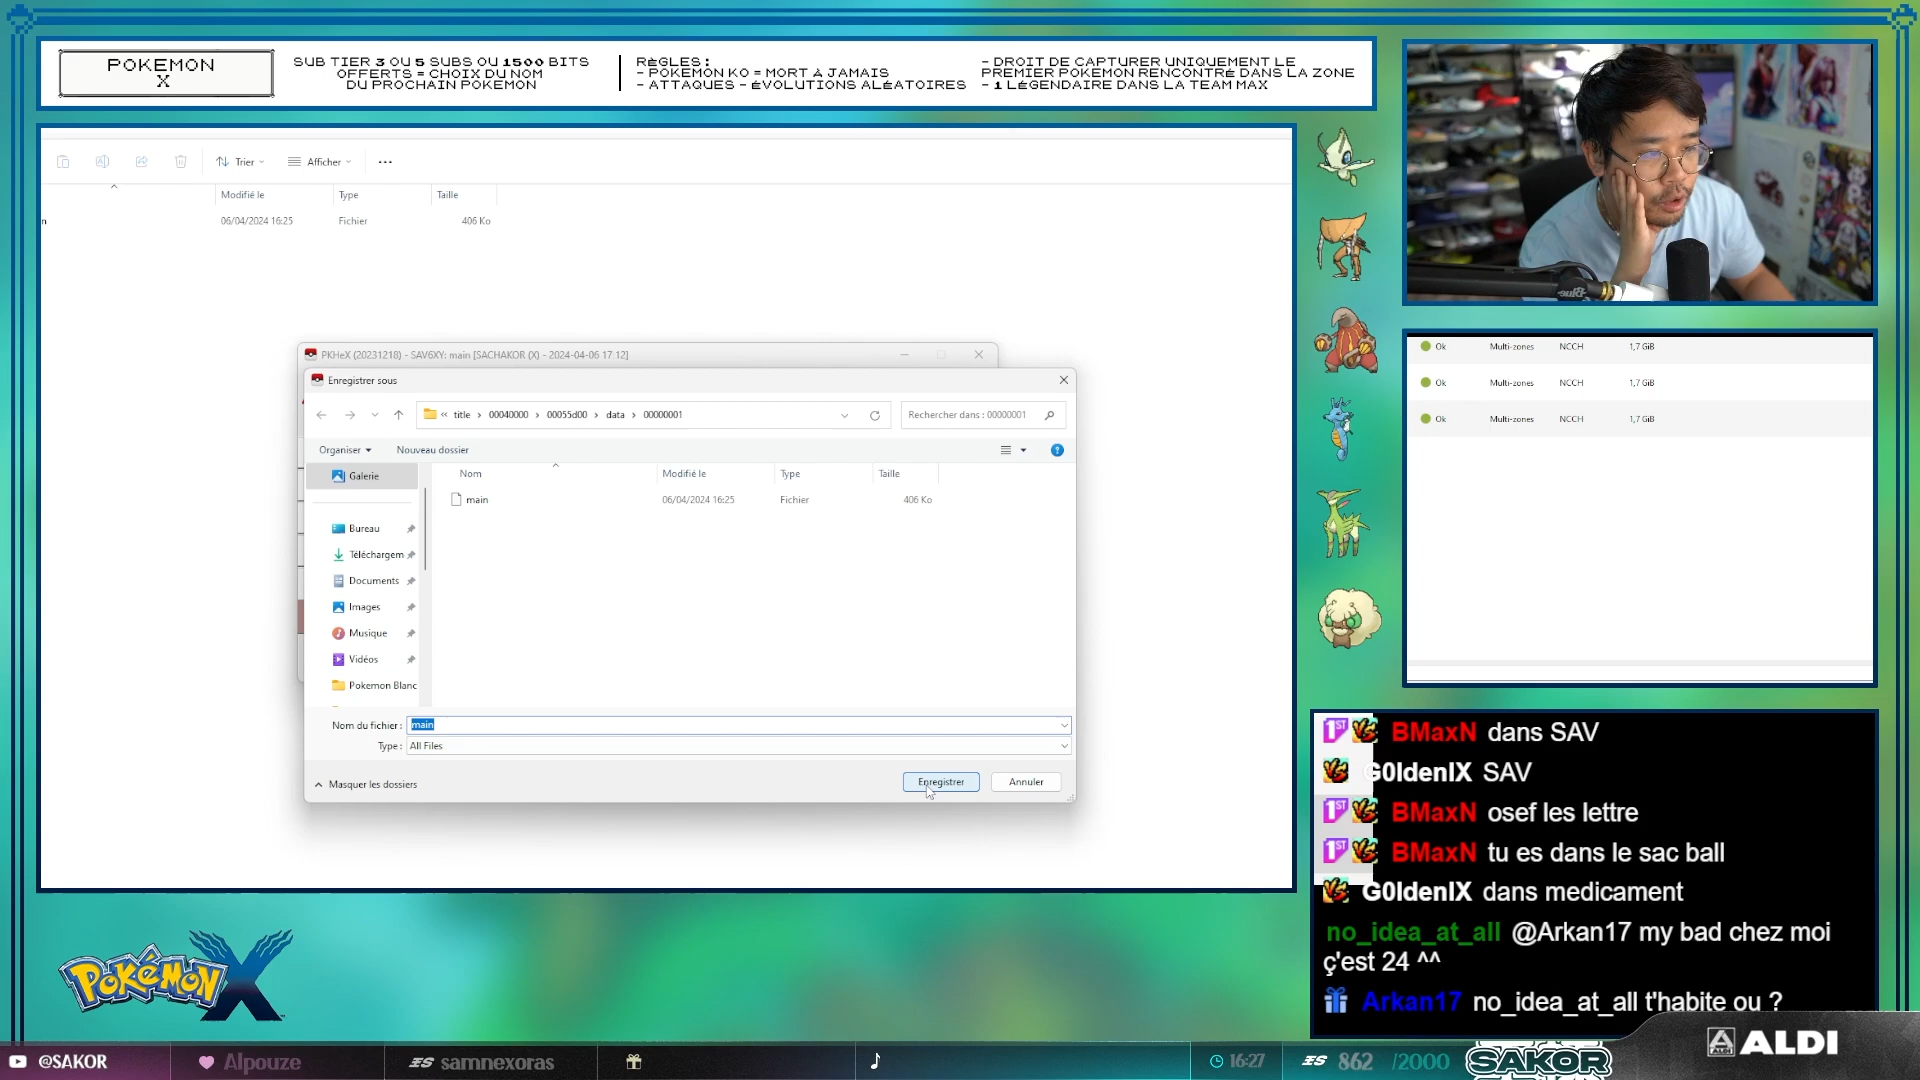 POKEMON
X
SUB TIER 3 OU 5 SUBS OU 1500 BITS
OFFERTS = CHOIX DU NOM
DU PROCHAIN POKEMON
RÈGLES :
- POKEMON KO = MORT A JAMAIS
- ATTAQUES - ÉVOLUTIONS ALÉATOIRES
- DROIT DE CAPTURER UNIQUEMENT LE
PREMIER POKEMON RENCONTRÉ DANS LA ZONE
- 1 LÉGENDAIRE DANS LA TEAM MAX
Trier
Afficher
Modifié le
Type
Taille
n
06/04/2024 16:25
Fichier
406 Ko
PKHeX (20231218) - SAV6XY: main [SACHAKOR (X) - 2024-04-06 17:12]
Enregistrer sous
« title > 00040000 > 00055d00 > data > 00000001
Rechercher dans : 00000001
Organiser
Nouveau dossier
Galerie
Bureau
Téléchargem
Documents
Images
Musique
Vidéos
Pokemon Blanc
Nom
Modifié le
Type
Taille
main
06/04/2024 16:25
Fichier
406 Ko
Nom du fichier :
main
Type :
All Files
Masquer les dossiers
Enregistrer
Annuler
Ok Multi-zones NCCH 1,7 GiB
Ok Multi-zones NCCH 1,7 GiB
Ok Multi-zones NCCH 1,7 GiB
BMaxN dans SAV
G0ldenIX SAV
BMaxN osef les lettre
BMaxN tu es dans le sac ball
G0ldenIX dans medicament
no_idea_at_all @Arkan17 my bad chez moi
ç'est 24 ^^
Arkan17 no_idea_at_all t'habite ou ?
POKéMON X
@SAKOR
Alpouze
samnexoras
16:27
862 /2000
SAKOR
ALDI